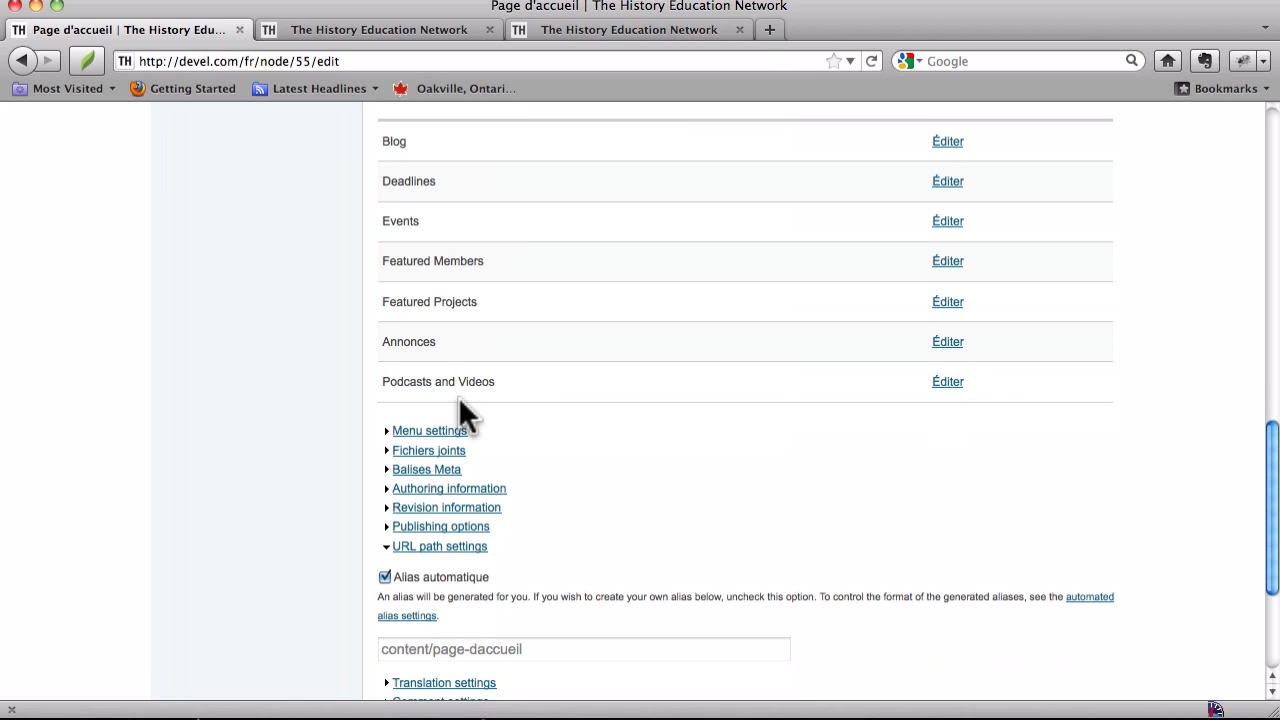 Page d'accueil | The History Education Network
TH Page d'accueil | The History Edu...
TH The History Education Network
TH The History Education Network
TH http://devel.com/fr/node/55/edit
Google
Most Visited
Getting Started
Latest Headlines
Oakville, Ontari...
Bookmarks
Blog Éditer
Deadlines Éditer
Events Éditer
Featured Members Éditer
Featured Projects Éditer
Annonces Éditer
Podcasts and Videos Éditer
Menu settings
Fichiers joints
Balises Meta
Authoring information
Revision information
Publishing options
URL path settings
Alias automatique
An alias will be generated for you. If you wish to create your own alias below, uncheck this option. To control the format of the generated aliases, see the automated
alias settings.
content/page-daccueil
Translation settings
Comment settings